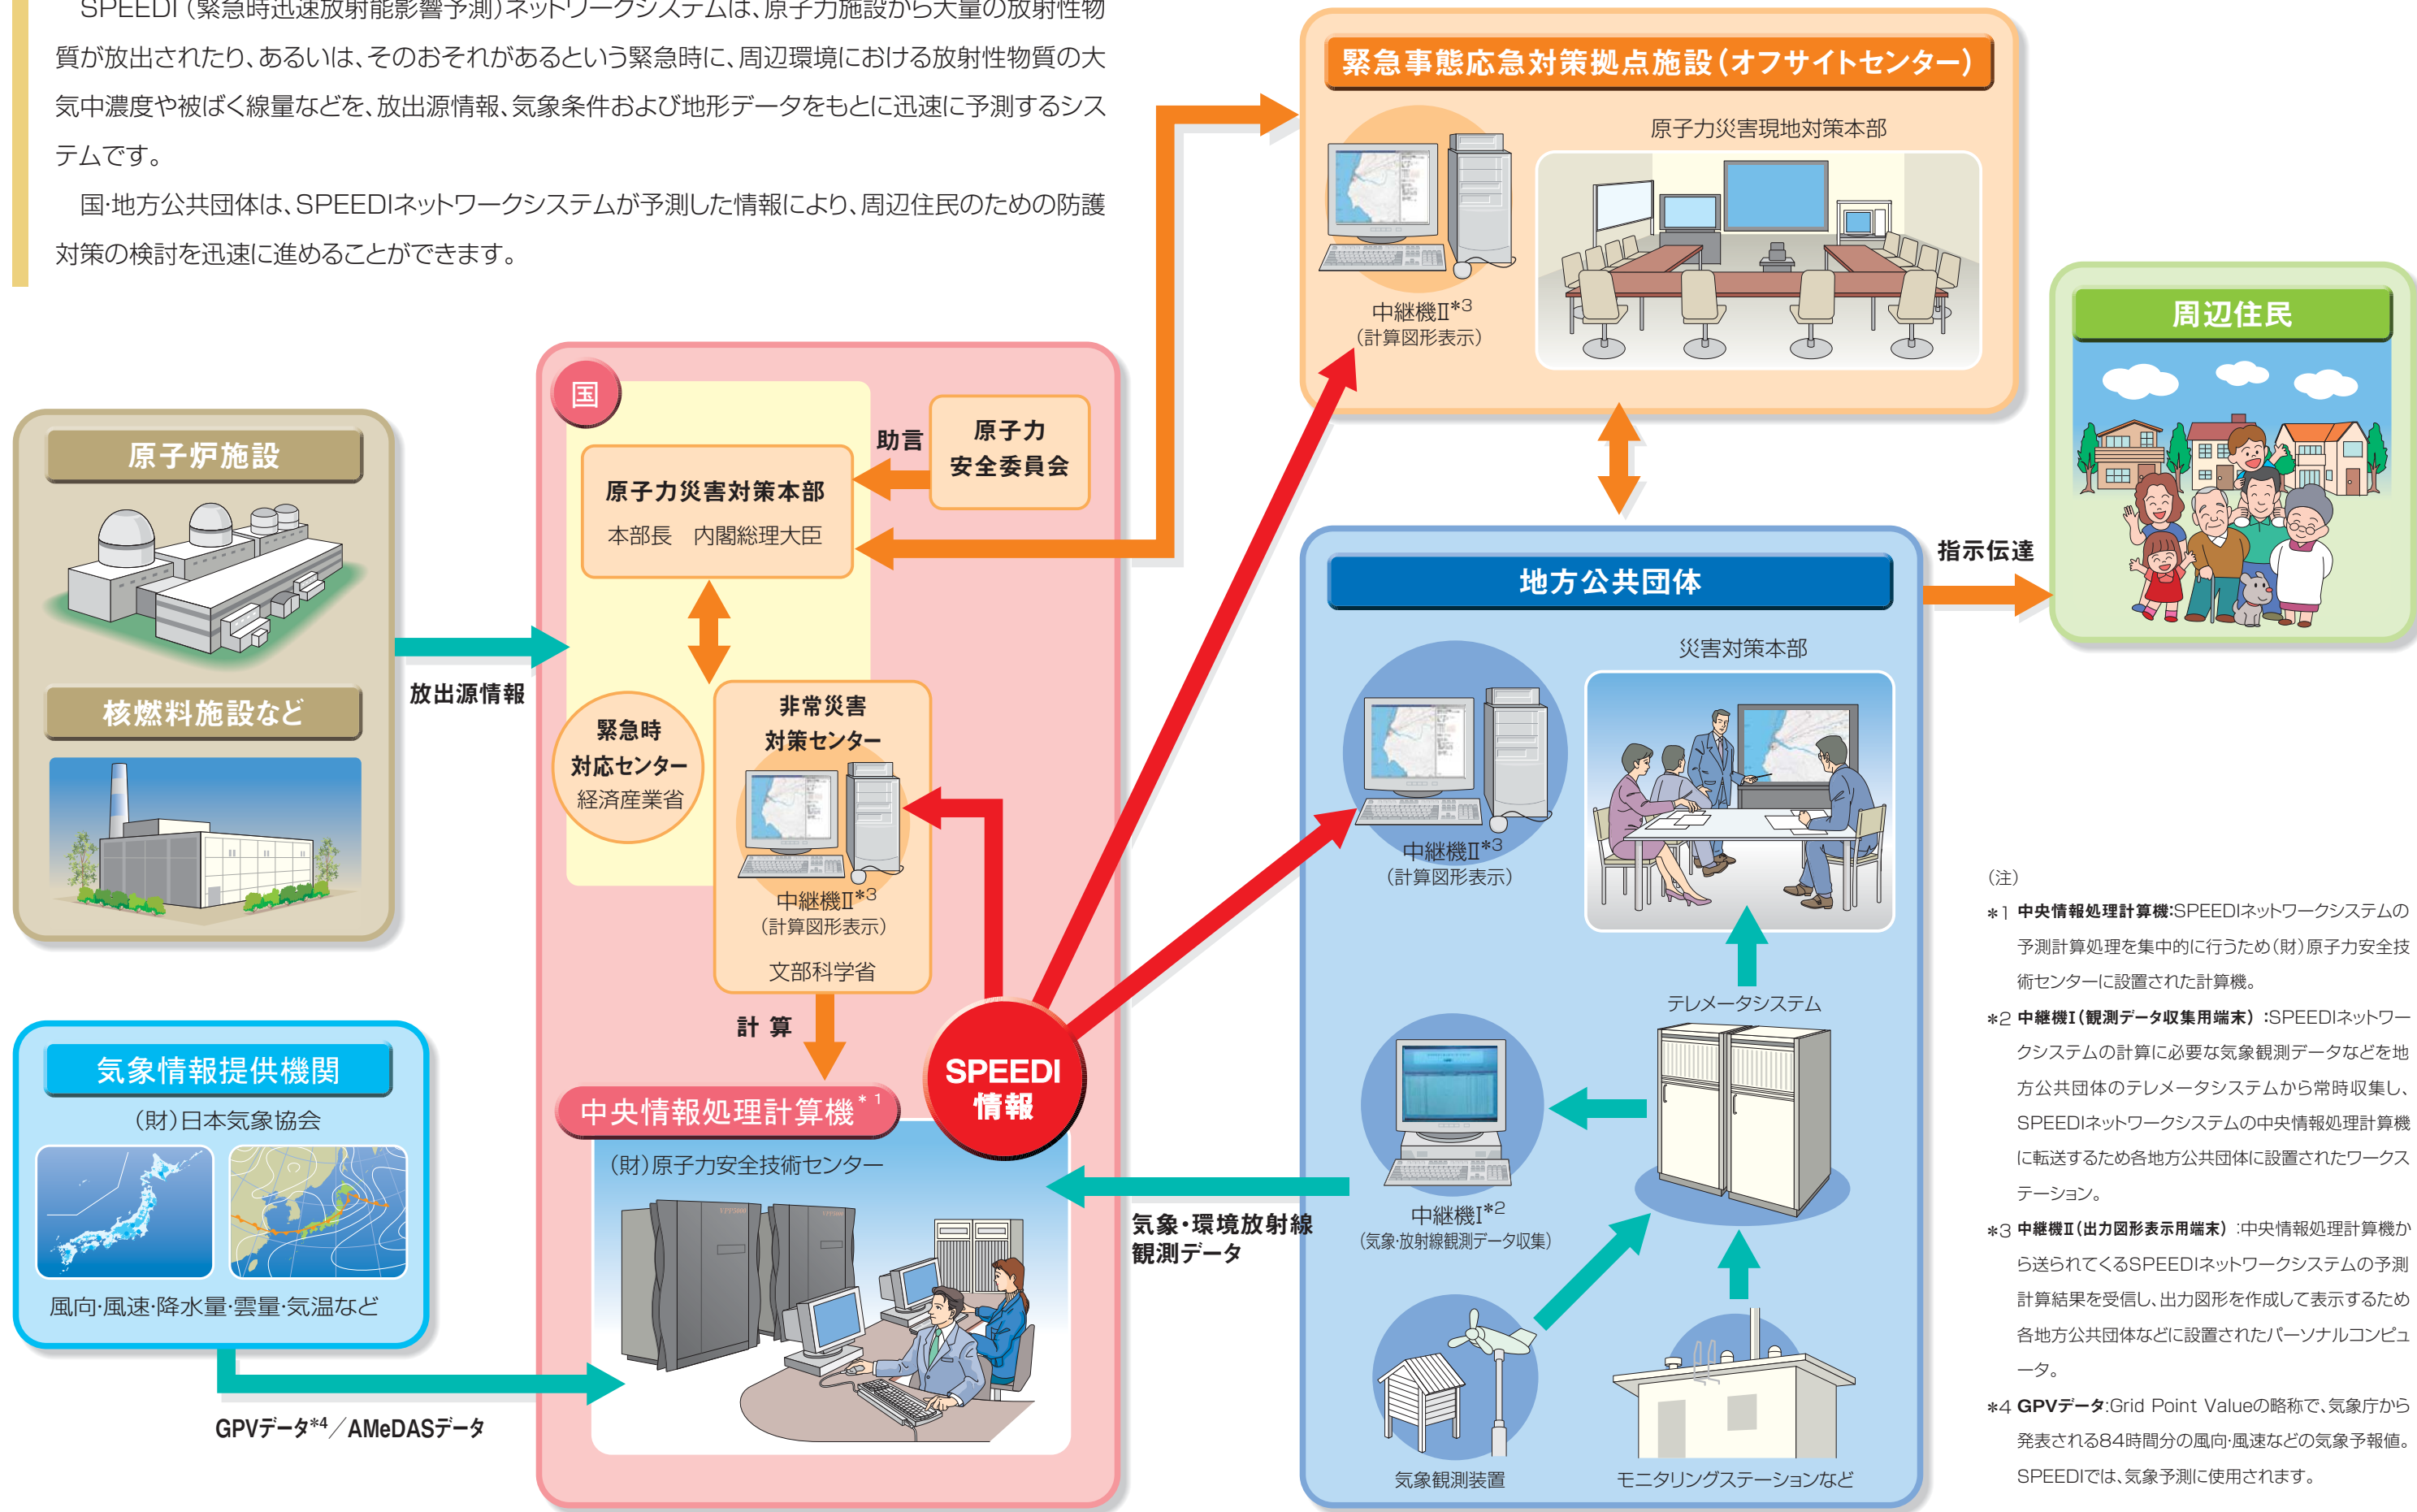 SPEEDI（緊急時迅速放射能影響予測）ネットワークシステムは、原子力施設から大量の放射性物
質が放出されたり、あるいは、そのおそれがあるという緊急時に、周辺環境における放射性物質の大
気中濃度や被ばく線量などを、放出源情報、気象条件および地形データをもとに迅速に予測するシス
テムです。
国・地方公共団体は、SPEEDIネットワークシステムが予測した情報により、周辺住民のための防護
対策の検討を迅速に進めることができます。
緊急事態応急対策拠点施設（オフサイトセンター）
原子力災害現地対策本部
中継機Ⅱ*3
（計算図形表示）
周辺住民
国
原子力災害対策本部
本部長　内閣総理大臣
助言
原子力
安全委員会
原子炉施設
核燃料施設など
放出源情報
緊急時
対応センター
経済産業省
非常災害
対策センター
中継機Ⅱ*3
（計算図形表示）
文部科学省
計 算
SPEEDI
情報
中央情報処理計算機*1
（財）原子力安全技術センター
VPP5000
VPP5000
気象情報提供機関
（財）日本気象協会
風向・風速・降水量・雲量・気温など
GPVデータ*4／AMeDASデータ
気象・環境放射線
観測データ
地方公共団体
指示伝達
災害対策本部
中継機Ⅱ*3
（計算図形表示）
テレメータシステム
中継機Ⅰ*2
（気象・放射線観測データ収集）
気象観測装置
モニタリングステーションなど
（注）
*1 中央情報処理計算機:SPEEDIネットワークシステムの
予測計算処理を集中的に行うため（財）原子力安全技
術センターに設置された計算機。
*2 中継機Ⅰ（観測データ収集用端末）:SPEEDIネットワー
クシステムの計算に必要な気象観測データなどを地
方公共団体のテレメータシステムから常時収集し、
SPEEDIネットワークシステムの中央情報処理計算機
に転送するため各地方公共団体に設置されたワークス
テーション。
*3 中継機Ⅱ（出力図形表示用端末）:中央情報処理計算機か
ら送られてくるSPEEDIネットワークシステムの予測
計算結果を受信し、出力図形を作成して表示するため
各地方公共団体などに設置されたパーソナルコンピュ
ータ。
*4 GPVデータ:Grid Point Valueの略称で、気象庁から
発表される84時間分の風向・風速などの気象予報値。
SPEEDIでは、気象予測に使用されます。